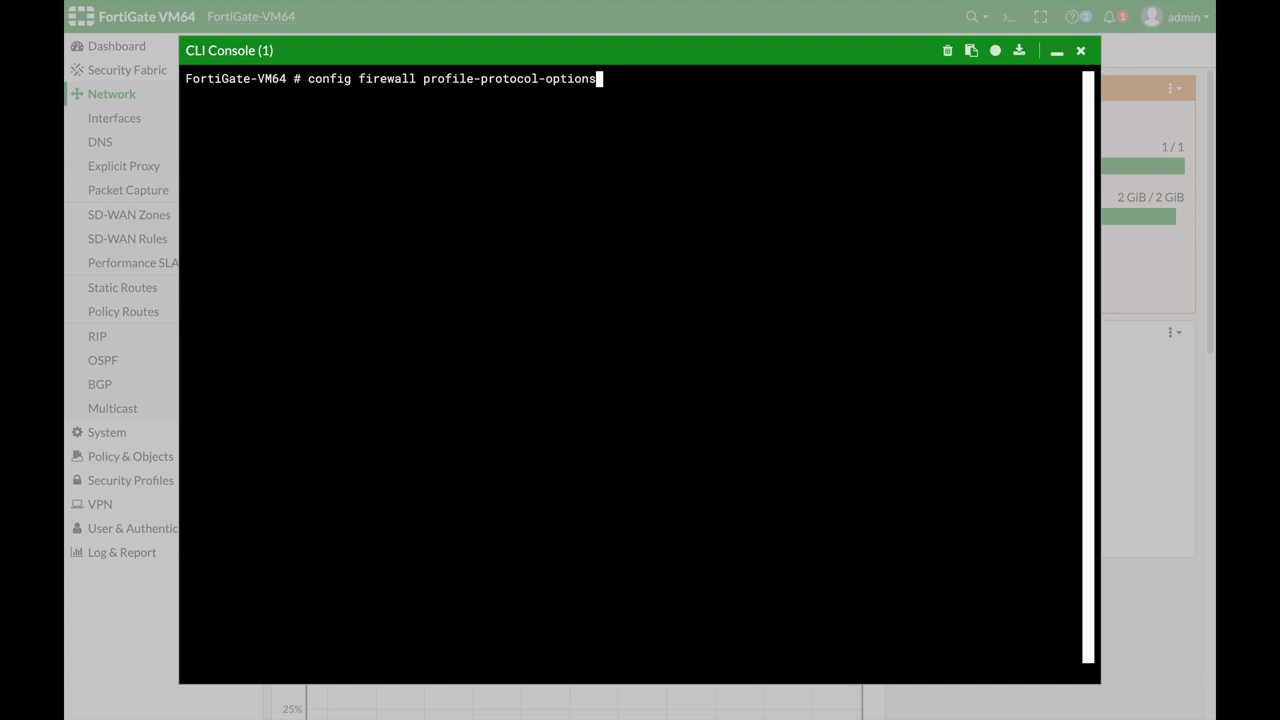 FortiGate VM64 FortiGate-VM64 >_ 1 1 admin
Dashboard
Security Fabric
Network
Interfaces
DNS
Explicit Proxy
Packet Capture
SD-WAN Zones
SD-WAN Rules
Performance SLA
Static Routes
Policy Routes
RIP
OSPF
BGP
Multicast
System
Policy & Objects
Security Profiles
VPN
User & Authentic
Log & Report
CLI Console (1)
FortiGate-VM64 # config firewall profile-protocol-options
1 / 1
2 GiB / 2 GiB
25%